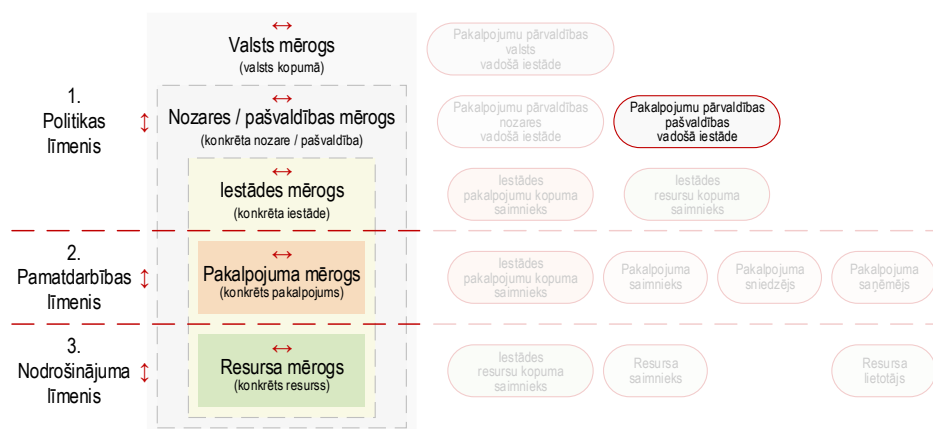 Valsts mērogs
(valsts kopumā)
Pakalpojumu pārvaldības
valsts
vadošā iestāde
1.
Politikas
līmenis
Nozares / pašvaldības mērogs
(konkrēta nozare / pašvaldība)
Pakalpojumu pārvaldības
nozares
vadošā iestāde
Pakalpojumu pārvaldības
pašvaldības
vadošā iestāde
Iestādes mērogs
(konkrēta iestāde)
Iestādes
pakalpojumu kopuma
saimnieks
Iestādes
resursu kopuma
saimnieks
2.
Pamatdarbības
līmenis
Pakalpojuma mērogs
(konkrēts pakalpojums)
Iestādes
pakalpojumu kopuma
saimnieks
Pakalpojuma
saimnieks
Pakalpojuma
sniedzējs
Pakalpojuma
saņēmējs
3.
Nodrošinājuma
līmenis
Resursa mērogs
(konkrēts resurss)
Iestādes
resursu kopuma
saimnieks
Resursa
saimnieks
Resursa
lietotājs